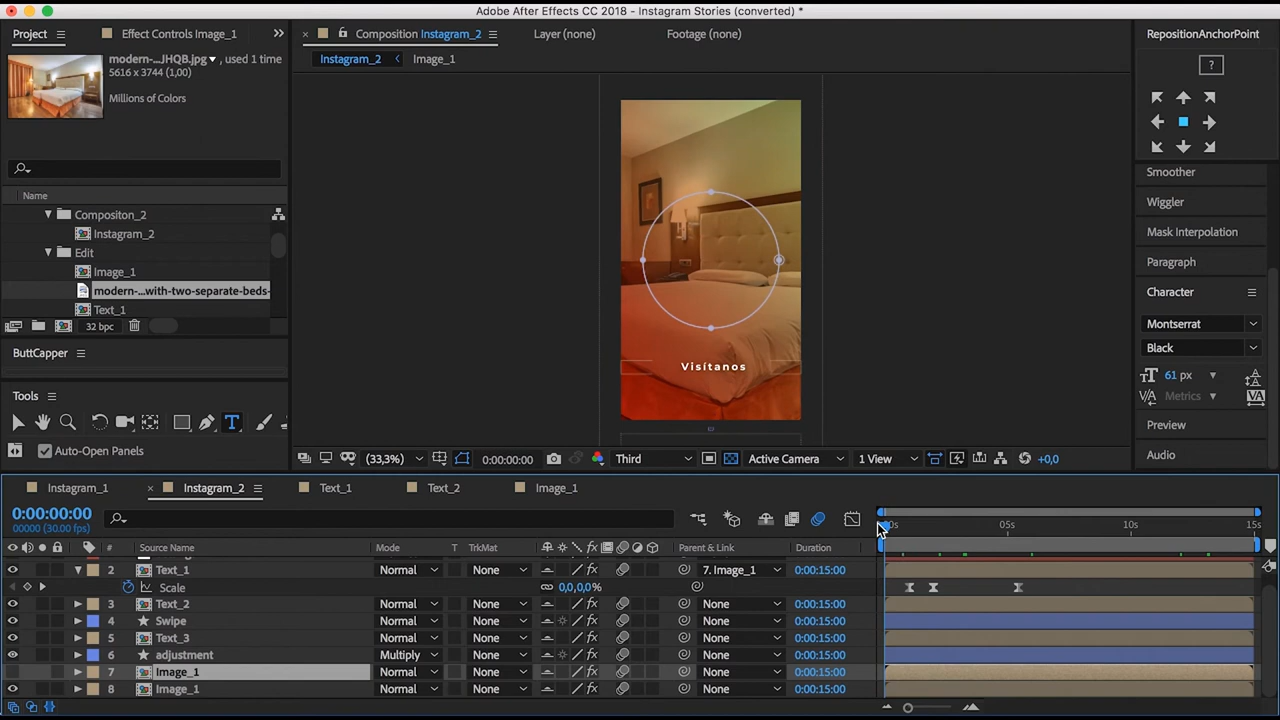 Adobe After Effects CC 2018 - Instagram Stories (converted) *
Project
Effect Controls Image_1
Composition Instagram_2
Layer (none)
Footage (none)
RepositionAnchorPoint
modern-...JHQB.jpg , used 1 time
5616 x 3744 (1,00)
Millions of Colors
Instagram_2
Image_1
?
Name
Compositon_2
Instagram_2
Edit
Image_1
modern-...with-two-separate-beds-
Text_1
32 bpc
ButtCapper
Tools
T
Auto-Open Panels
Visítanos
Smoother
Wiggler
Mask Interpolation
Paragraph
Character
Montserrat
Black
61 px
Metrics
Preview
Audio
(33,3%)
0:00:00:00
Third
Active Camera
1 View
+0,0
Instagram_1
Instagram_2
Text_1
Text_2
Image_1
0:00:00:00
00000 (30.00 fps)
05s
10s
15s
# Source Name Mode T TrkMat Parent & Link Duration
2 Text_1 Normal None 7. Image_1 0:00:15:00
Scale 0,0,0,0%
3 Text_2 Normal None None 0:00:15:00
4 Swipe Normal None None 0:00:15:00
5 Text_3 Normal None None 0:00:15:00
6 adjustment Multiply None None 0:00:15:00
7 Image_1 Normal None None 0:00:15:00
8 Image_1 Normal None None 0:00:15:00